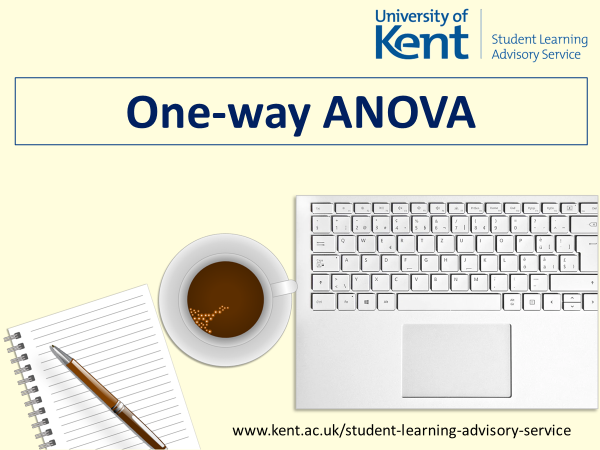 University of
Kent
Student Learning
Advisory Service
One-way ANOVA
www.kent.ac.uk/student-learning-advisory-service